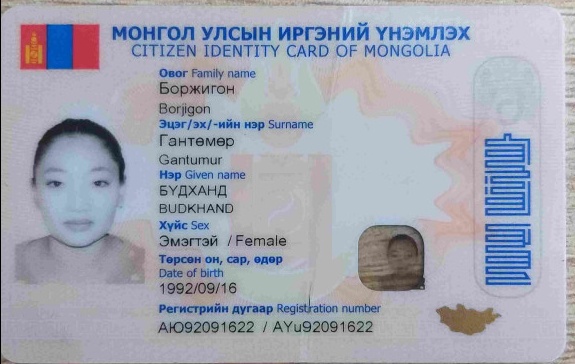 МОНГОЛ УЛСЫН ИРГЭНИЙ ҮНЭМЛЭХ
CITIZEN IDENTITY CARD OF MONGOLIA
Овог Family name
Боржигон
Borjigon
Эцэг/эх/-ийн нэр Surname
Гантөмөр
Gantumur
Нэр Given name
БУДХАНД
BUDKHAND
Хүйс Sex
Эмэгтэй / Female
Төрсөн он, сар, өдөр
Date of birth
1992/09/16
Регистрийн дугаар Registration number
АЮ92091622 / AYu92091622